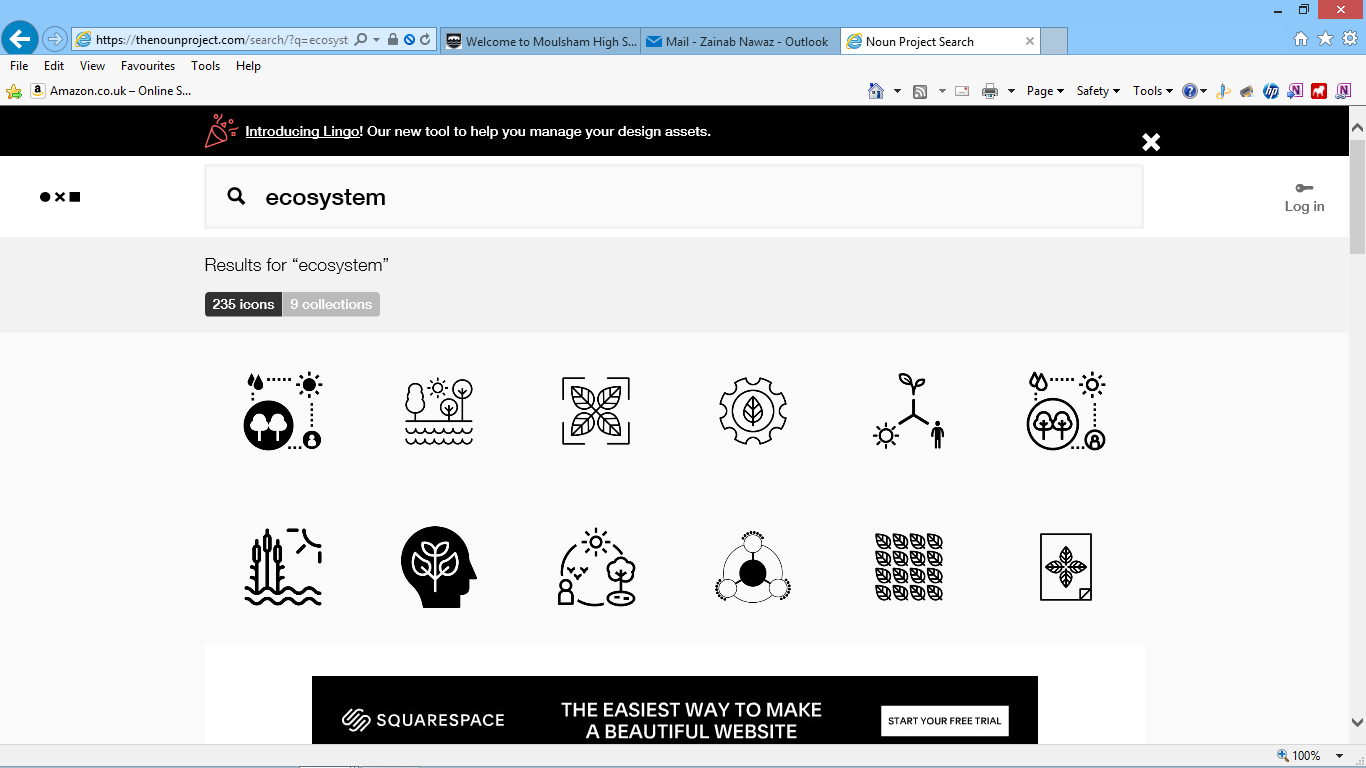 https://thenounproject.com/search/?q=ecosyst
Welcome to Moulsham High S...
Mail - Zainab Nawaz - Outlook
Noun Project Search
File Edit View Favourites Tools Help
Amazon.co.uk – Online S...
Page Safety Tools
Introducing Lingo! Our new tool to help you manage your design assets.
ecosystem
Log in
Results for “ecosystem”
235 icons 9 collections
SQUARESPACE
THE EASIEST WAY TO MAKE
A BEAUTIFUL WEBSITE
START YOUR FREE TRIAL
100%